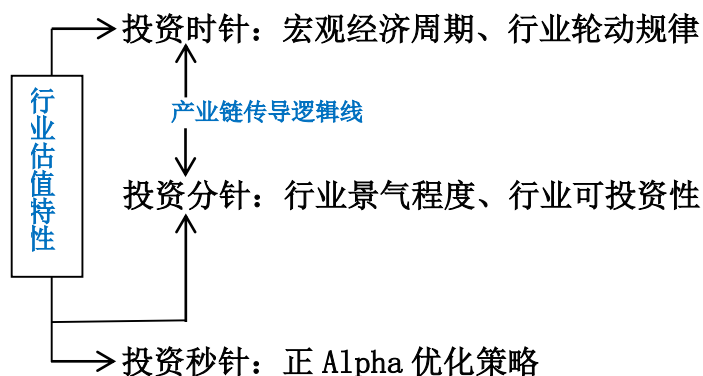 投资时针：宏观经济周期、行业轮动规律
产业链传导逻辑线
行业估值特性
投资分针：行业景气程度、行业可投资性
投资秒针：正 Alpha 优化策略